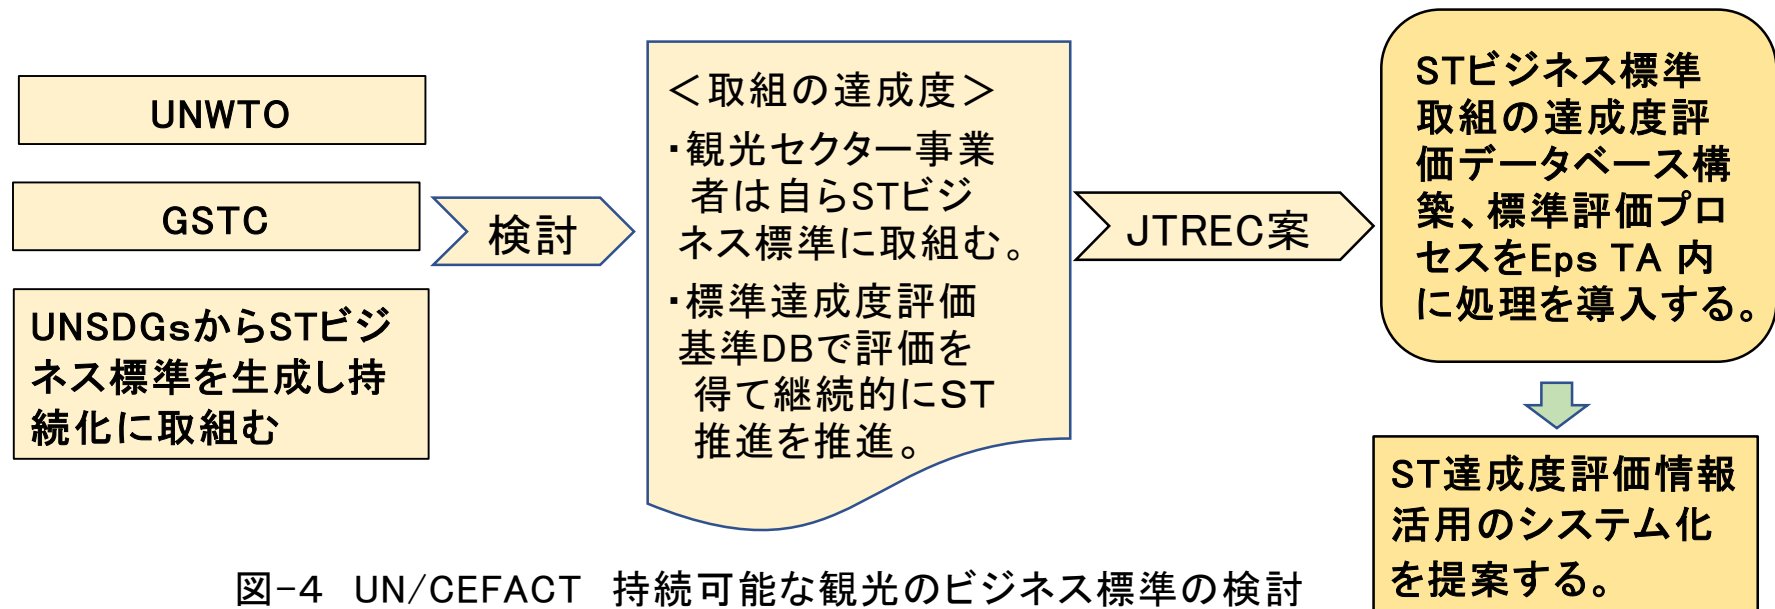 UNWTO
GSTC
UNSDGsからSTビジ
ネス標準を生成し持
続化に取組む
検討
＜取組の達成度＞
・観光セクター事業
者は自らSTビジ
ネス標準に取組む。
・標準達成度評価
基準DBで評価を
得て継続的にST
推進を推進。
JTREC案
STビジネス標準
取組の達成度評
価データベース構
築、標準評価プロ
セスをEps TA 内
に処理を導入する。
ST達成度評価情報
活用のシステム化
を提案する。
図-4 UN/CEFACT 持続可能な観光のビジネス標準の検討